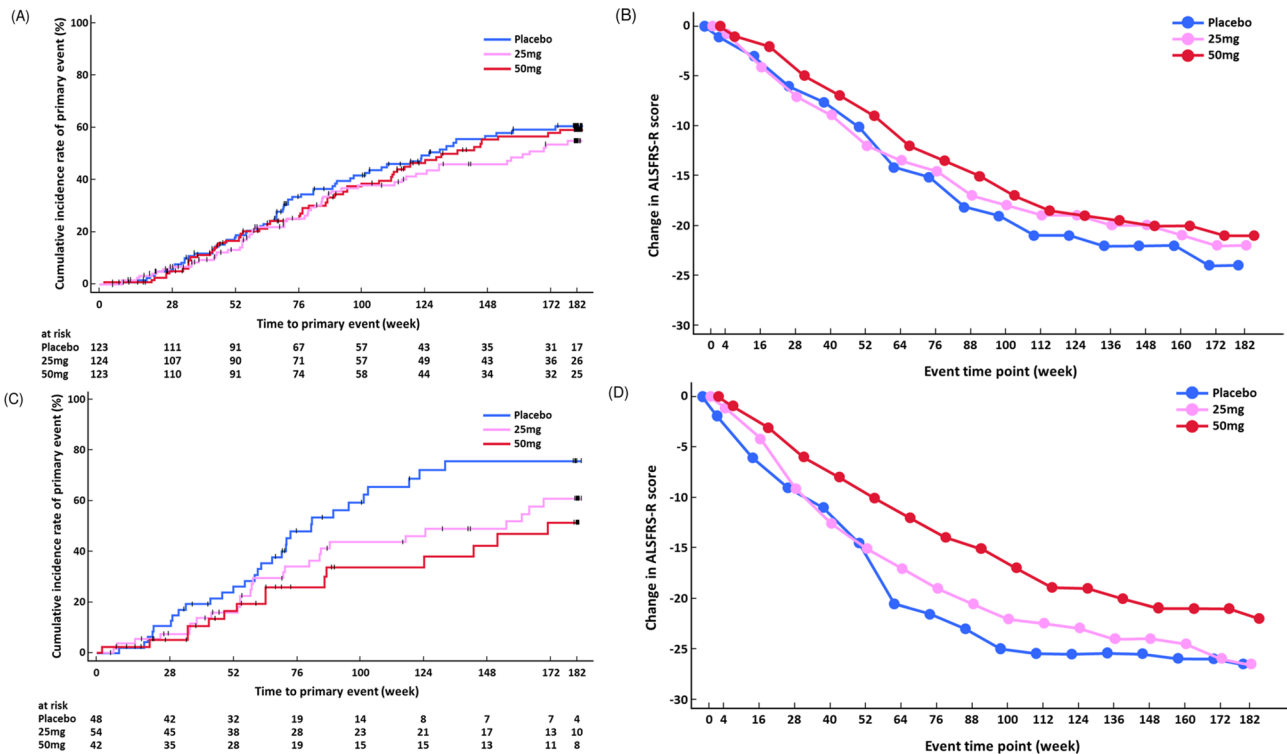 (A)
Cumulative incidence rate of primary event (%)
100
80
60
40
20
0
Placebo
25mg
50mg
0 28 52 76 100 124 148 172 182
Time to primary event (week)
at risk
Placebo 123 111 91 67 57 43 35 31 17
25mg 124 107 90 71 57 49 43 36 26
50mg 123 110 91 74 58 44 34 32 25
(B)
Change in ALSFRS-R score
0
-5
-10
-15
-20
-25
-30
Placebo
25mg
50mg
0 4 16 28 40 52 64 76 88 100 112 124 136 148 160 172 182
Event time point (week)
(C)
Cumulative incidence rate of primary event (%)
100
80
60
40
20
0
Placebo
25mg
50mg
0 28 52 76 100 124 148 172 182
Time to primary event (week)
at risk
Placebo 48 42 32 19 14 8 7 7 4
25mg 54 45 38 28 23 21 17 13 10
50mg 42 35 28 19 15 15 13 11 8
(D)
Change in ALSFRS-R score
0
-5
-10
-15
-20
-25
-30
Placebo
25mg
50mg
0 4 16 28 40 52 64 76 88 100 112 124 136 148 160 172 182
Event time point (week)